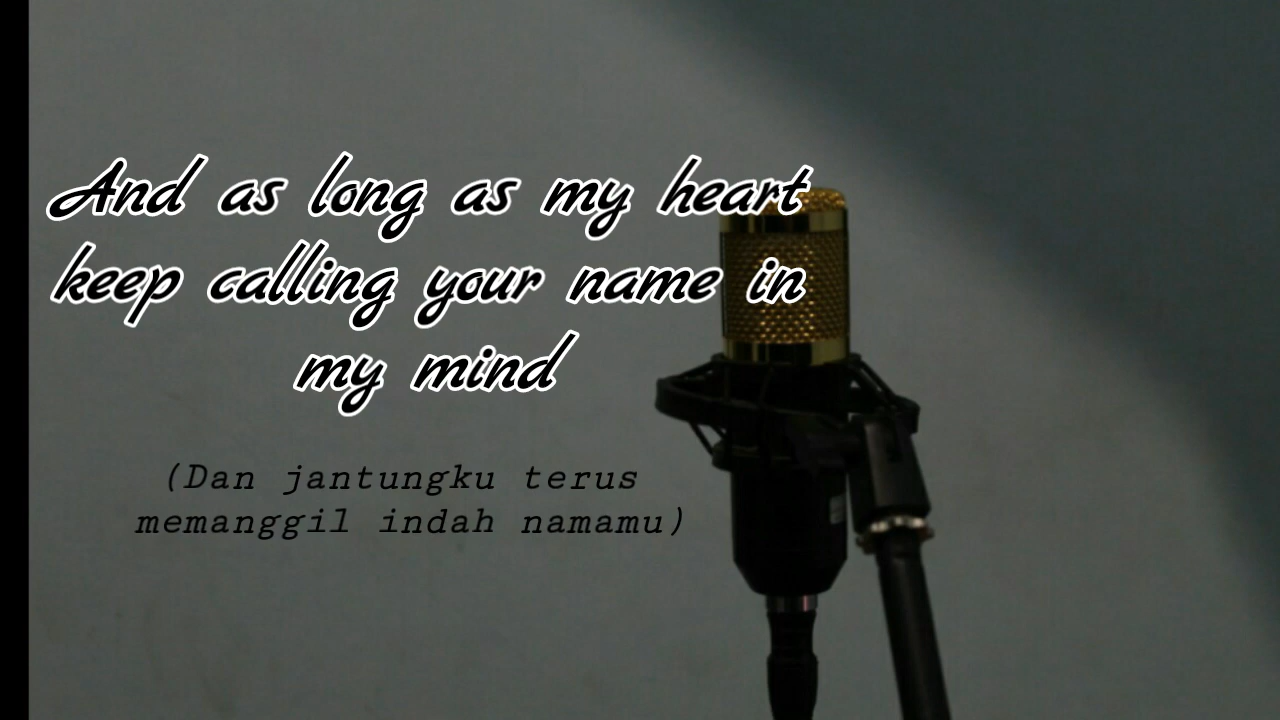 And as long as my heart
keep calling your name in
my mind
(Dan jantungku terus
memanggil indah namamu)